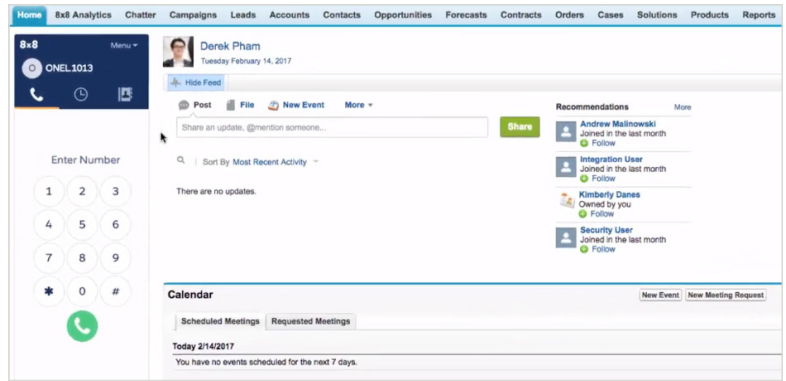 Home 8x8 Analytics Chatter Campaigns Leads Accounts Contacts Opportunities Forecasts Contracts Orders Cases Solutions Products Reports
8x8 Menu
O ONEL1013
Enter Number
1 2 3
4 5 6
7 8 9
* 0 #
Derek Pham
Tuesday February 14, 2017
Hide Feed
Post File New Event More
Share an update, @mention someone...
Share
Sort By Most Recent Activity
There are no updates.
Recommendations More
Andrew Malinowski
Joined in the last month
Follow
Integration User
Joined in the last month
Follow
Kimberly Danes
Owned by you
Follow
Security User
Joined in the last month
Follow
Calendar
New Event New Meeting Request
Scheduled Meetings Requested Meetings
Today 2/14/2017
You have no events scheduled for the next 7 days.